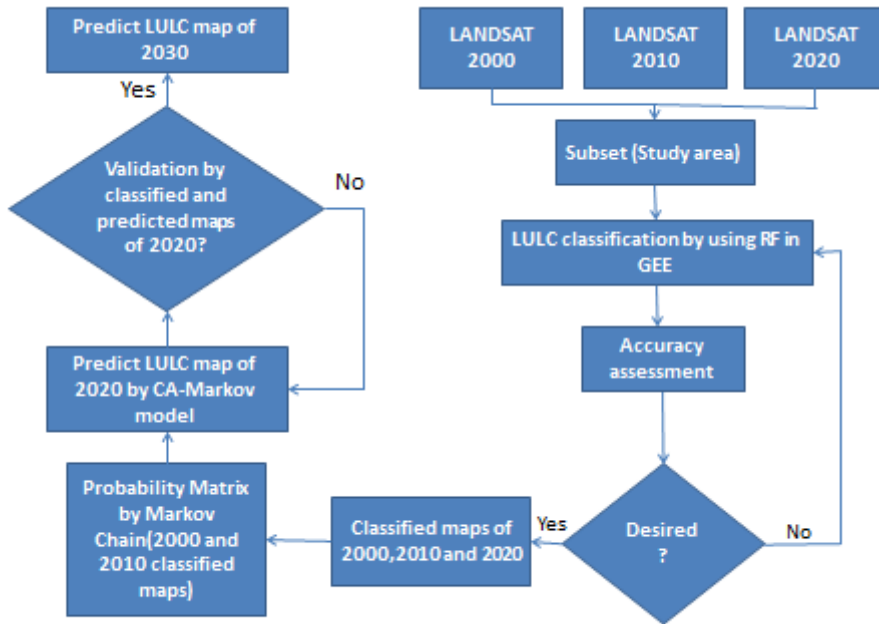 Predict LULC map of
2030
Yes
Validation by
classified and
predicted maps
of 2020?
No
Predict LULC map of
2020 by CA-Markov
model
Probability Matrix
by Markov
Chain(2000 and
2010 classified
maps)
LANDSAT
2000
LANDSAT
2010
LANDSAT
2020
Subset (Study area)
LULC classification by using RF in
GEE
Accuracy
assessment
Desired
?
No
Yes
Classified maps of
2000,2010 and 2020